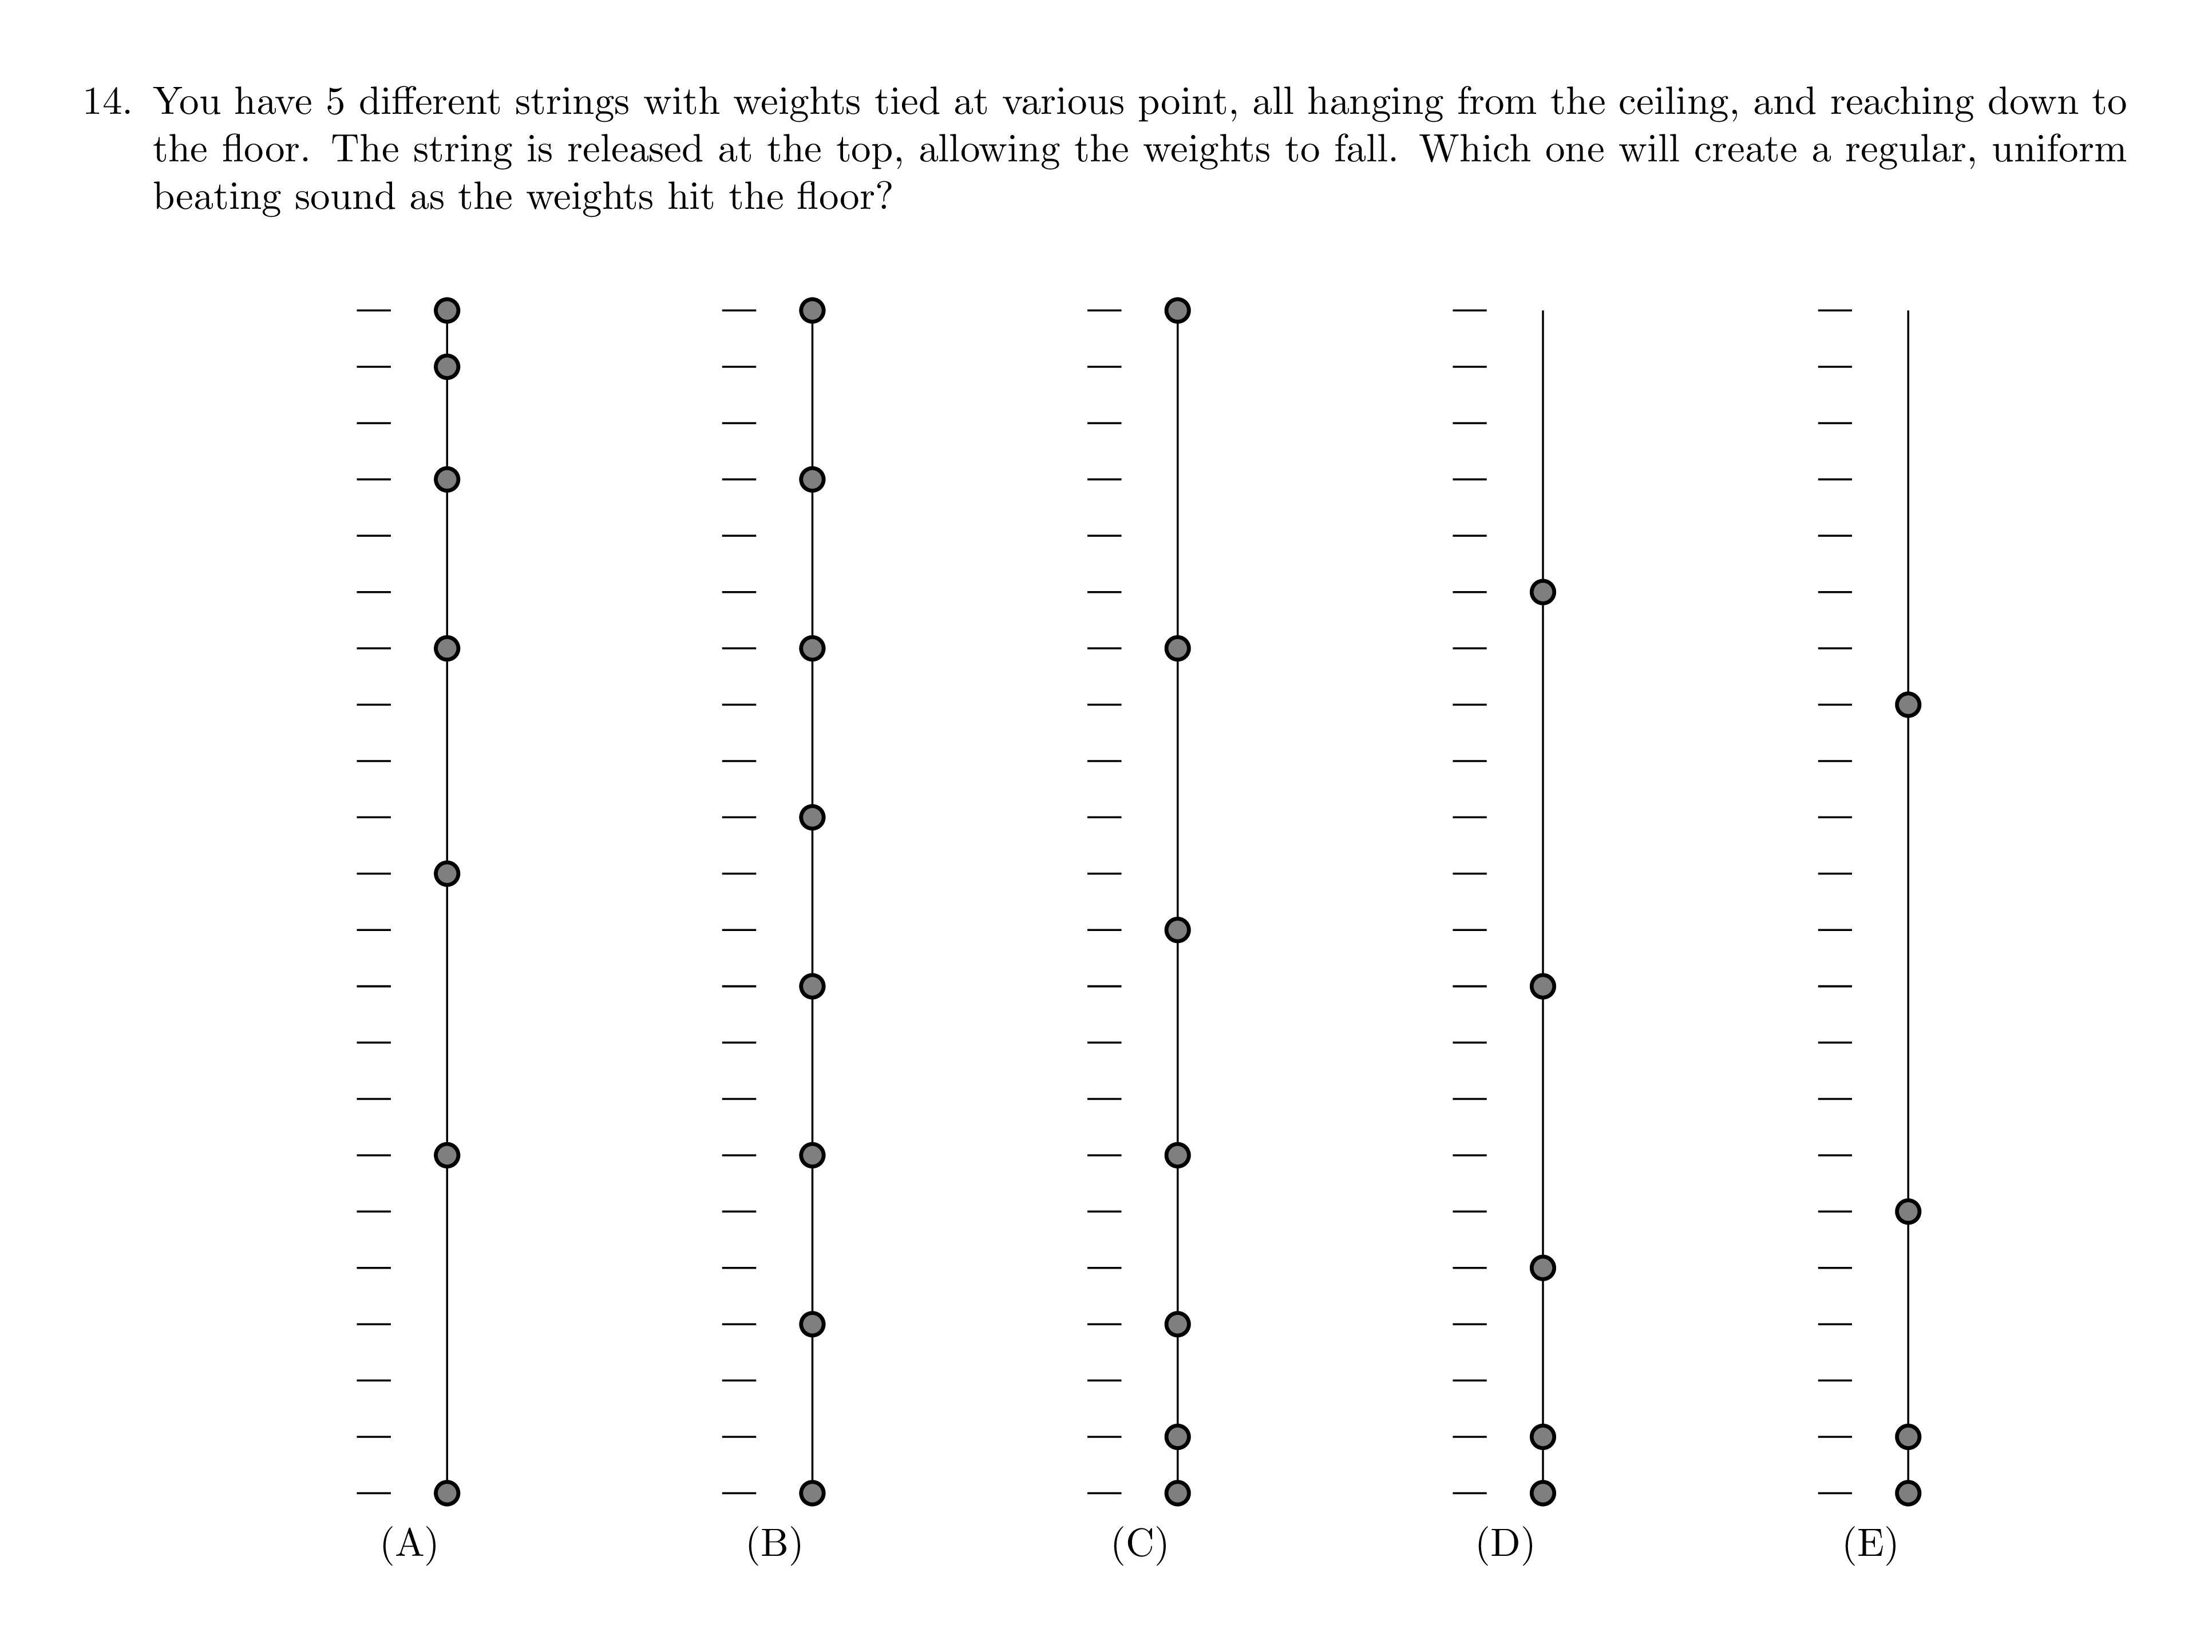 14. You have 5 different strings with weights tied at various point, all hanging from the ceiling, and reaching down to
the floor. The string is released at the top, allowing the weights to fall. Which one will create a regular, uniform
beating sound as the weights hit the floor?
(A) (B) (C) (D) (E)